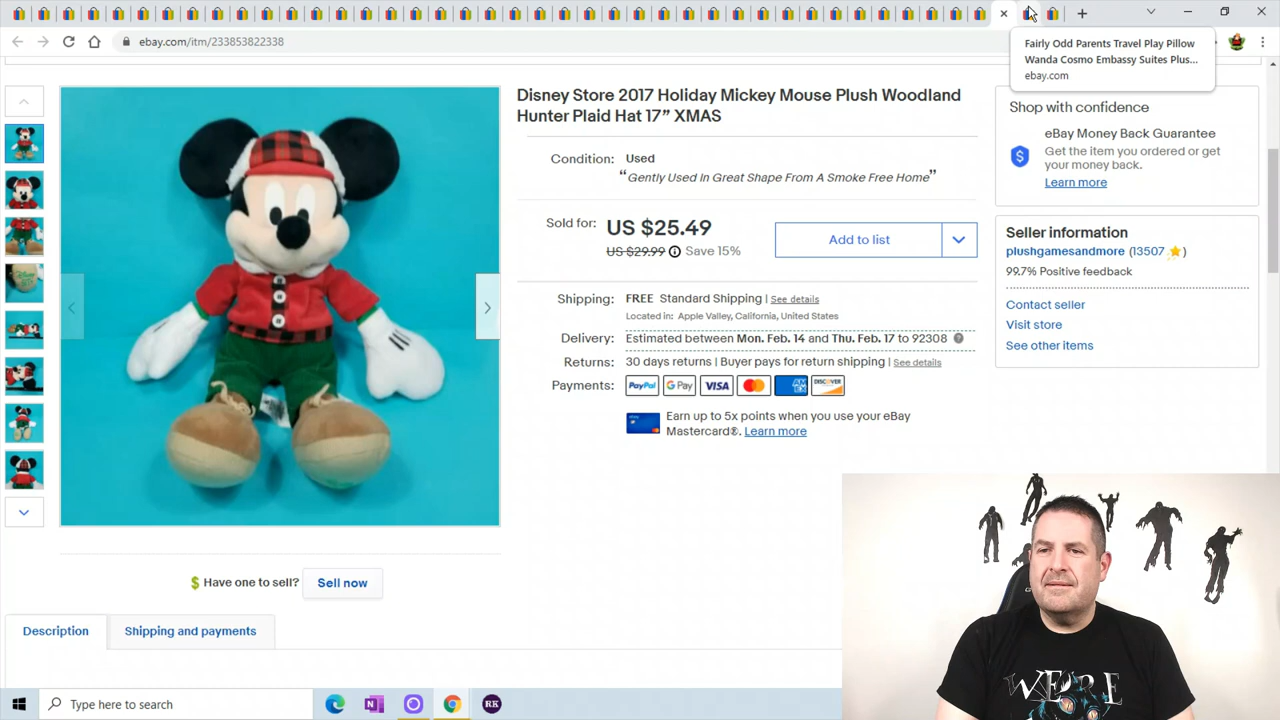 ebay.com/itm/233853822338
Fairly Odd Parents Travel Play Pillow
Wanda Cosmo Embassy Suites Plus...
ebay.com
Disney Store 2017 Holiday Mickey Mouse Plush Woodland
Hunter Plaid Hat 17” XMAS
Condition: Used
“Gently Used In Great Shape From A Smoke Free Home”
Sold for: US $25.49
US $29.99 Save 15%
Add to list
Shipping: FREE Standard Shipping | See details
Located in: Apple Valley, California, United States
Delivery: Estimated between Mon. Feb. 14 and Thu. Feb. 17 to 92308
Returns: 30 days returns | Buyer pays for return shipping | See details
Payments: PayPal G Pay VISA DISCOVER
Earn up to 5x points when you use your eBay
Mastercard®. Learn more
Shop with confidence
eBay Money Back Guarantee
Get the item you ordered or get
your money back.
Learn more
Seller information
plushgamesandmore (13507)
99.7% Positive feedback
Contact seller
Visit store
See other items
Have one to sell? Sell now
Description
Shipping and payments
WE'RE
Type here to search
RK